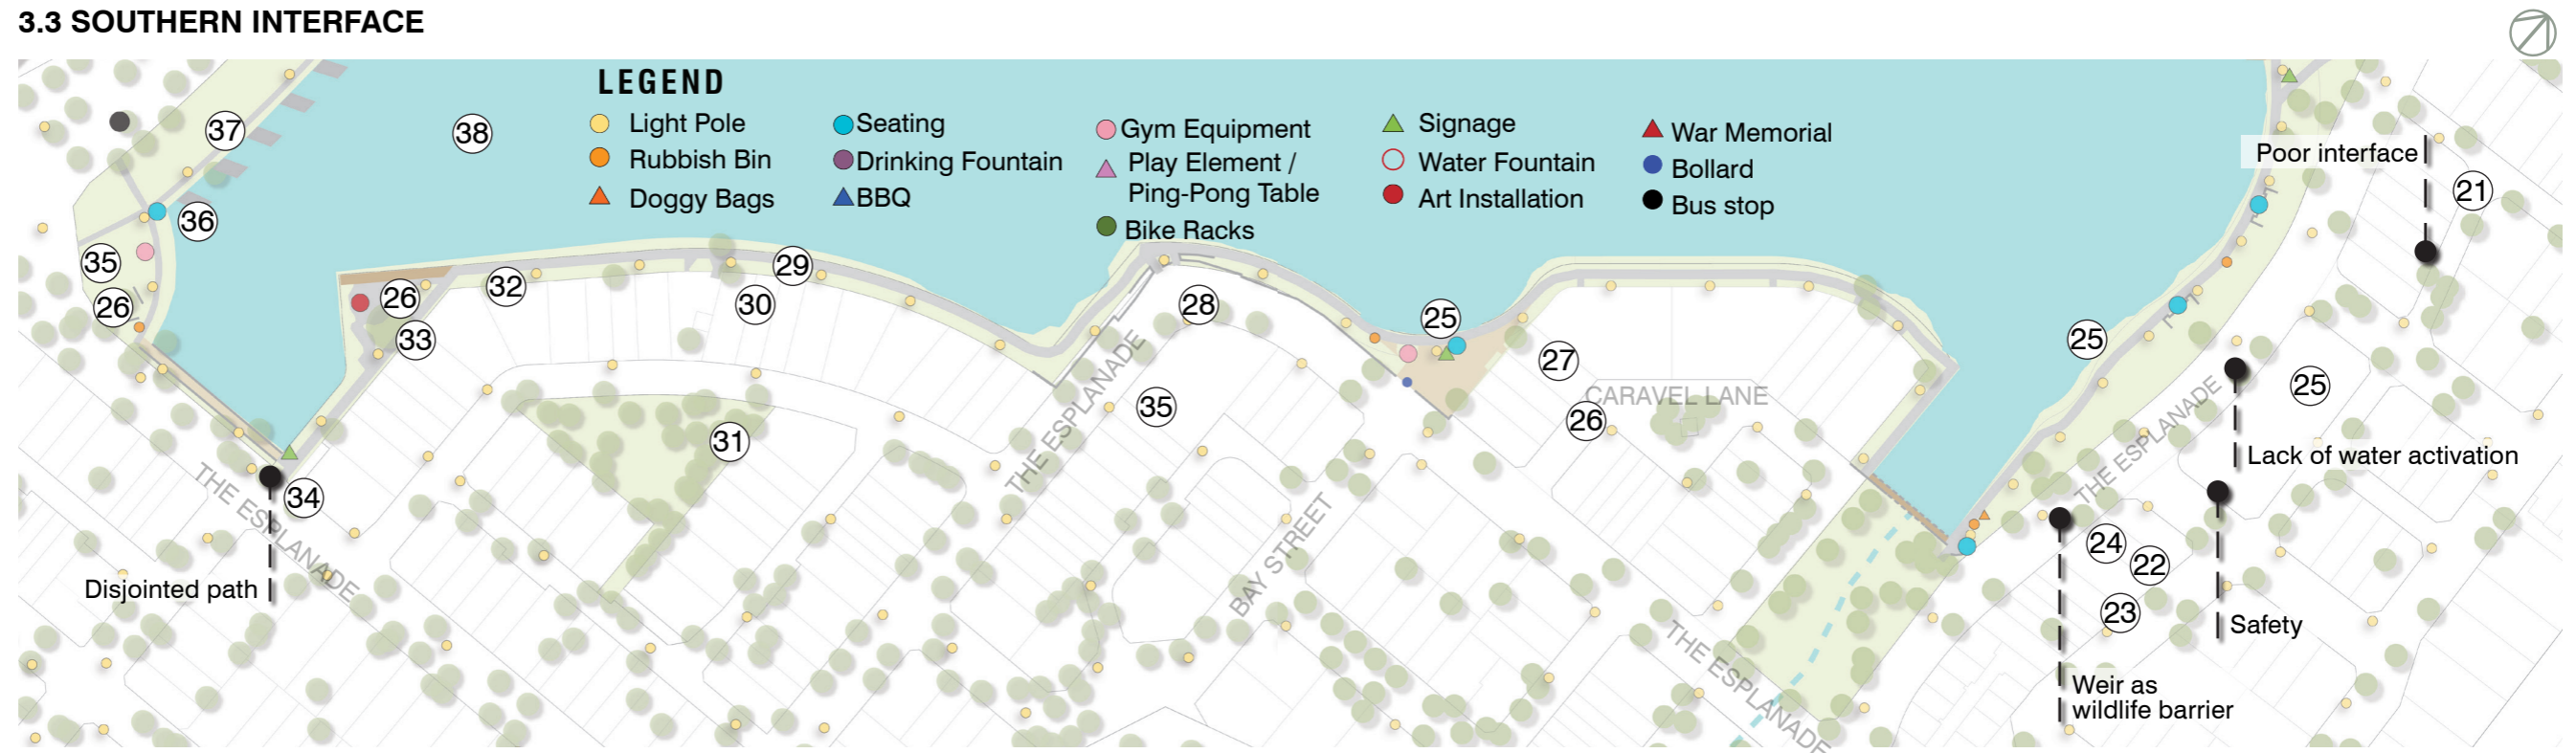 3.3 SOUTHERN INTERFACE
LEGEND
Light Pole
Rubbish Bin
Doggy Bags
Seating
Drinking Fountain
BBQ
Gym Equipment
Play Element /
Ping-Pong Table
Bike Racks
Signage
Water Fountain
Art Installation
War Memorial
Bollard
Bus stop
37
38
36
35
26
26
32
33
29
30
28
25
27
CARAVEL LANE
26
Poor interface
21
25
25
THE ESPLANADE
Lack of water activation
31
THE ESPLANADE
35
THE ESPLANADE
34
Disjointed path
BAY STREET
THE ESPLANADE
24
22
23
Safety
Weir as
wildlife barrier